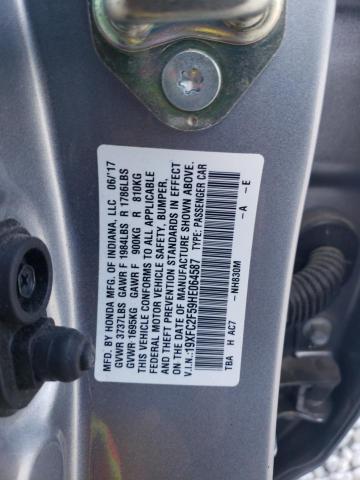 MFD. BY HONDA MFG. OF INDIANA, LLC 06/'17
GVWR 3737LBS GAWR F 1984LBS R 1786LBS
GVWR 1695KG GAWR F 900KG R 810KG
THIS VEHICLE CONFORMS TO ALL APPLICABLE
FEDERAL MOTOR VEHICLE SAFETY, BUMPER,
AND THEFT PREVENTION STANDARDS IN EFFECT
ON THE DATE OF MANUFACTURE SHOWN ABOVE.
V.I.N.:19XFC2F59HE064587 TYPE: PASSENGER CAR
TBA H AC7 - NH830M -A -E